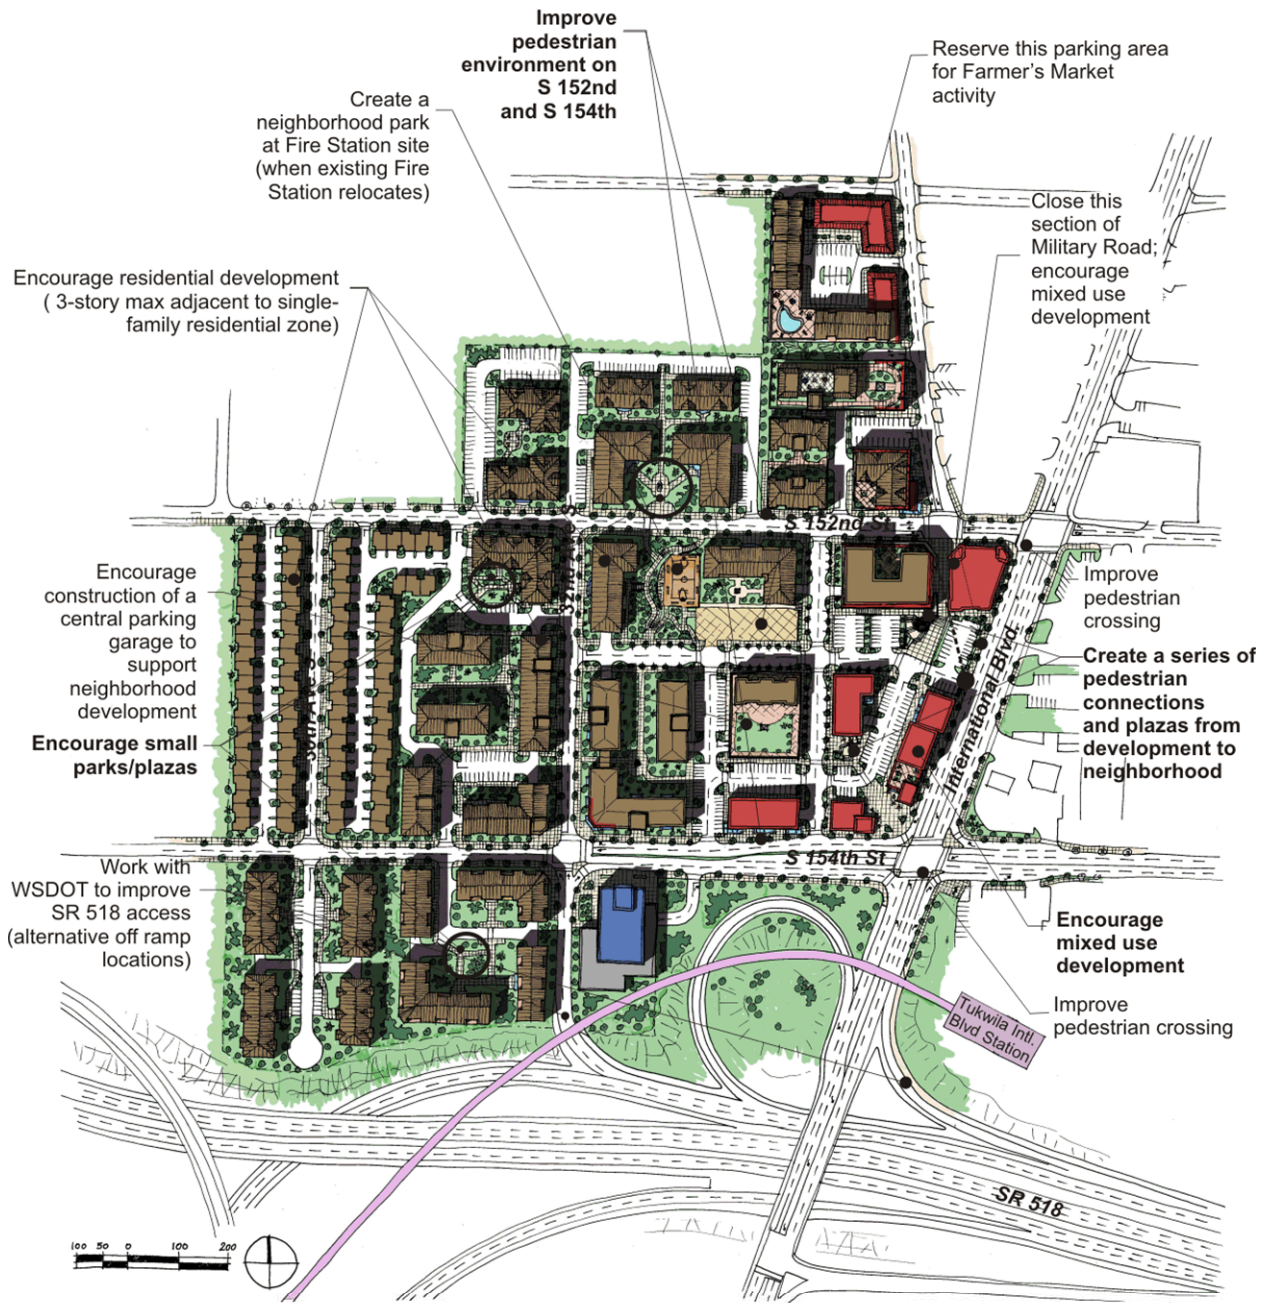 Improve
pedestrian
environment on
S 152nd
and S 154th
Reserve this parking area
for Farmer's Market
activity
Create a
neighborhood park
at Fire Station site
(when existing Fire
Station relocates)
Close this
section of
Military Road;
encourage
mixed use
development
Encourage residential development
( 3-story max adjacent to single-
family residential zone)
S 152nd St
Encourage
construction of a
central parking
garage to
support
neighborhood
development
Improve
pedestrian
crossing
International Blvd.
Create a series of
pedestrian
connections
and plazas from
development to
neighborhood
Encourage small
parks/plazas
S 154th St
Work with
WSDOT to improve
SR 518 access
(alternative off ramp
locations)
Encourage
mixed use
development
Improve
pedestrian crossing
Tukwila Intl.
Blvd Station
SR 518
100 50 0 100 200